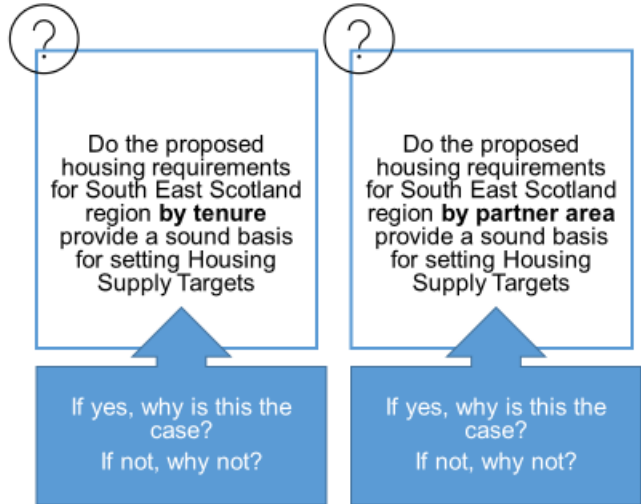 ?
Do the proposed
housing requirements
for South East Scotland
region by tenure
provide a sound basis
for setting Housing
Supply Targets
If yes, why is this the
case?
If not, why not?
?
Do the proposed
housing requirements
for South East Scotland
region by partner area
provide a sound basis
for setting Housing
Supply Targets
If yes, why is this the
case?
If not, why not?